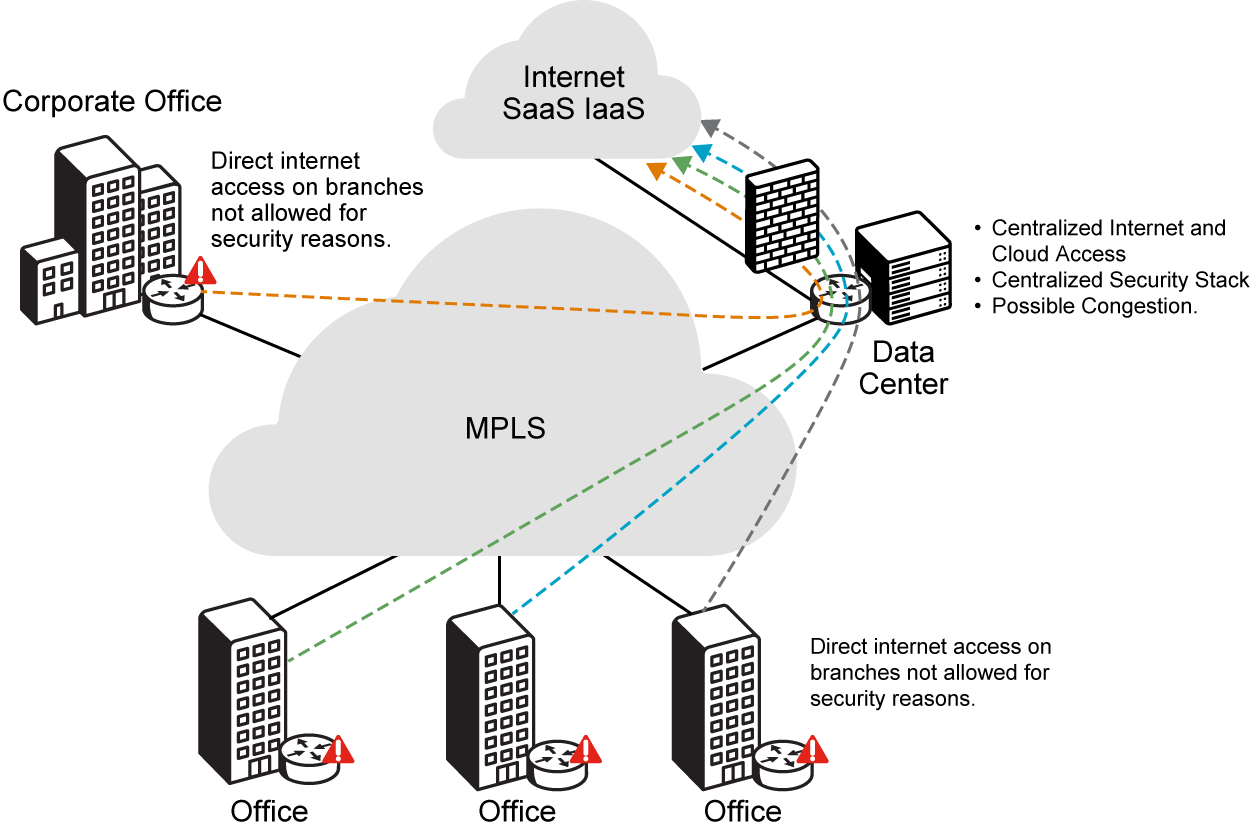 Internet
SaaS IaaS
Corporate Office
Direct internet
access on branches
not allowed for
security reasons.
• Centralized Internet and
Cloud Access
• Centralized Security Stack
• Possible Congestion.
Data
Center
MPLS
Direct internet access on
branches not allowed for
security reasons.
Office
Office
Office